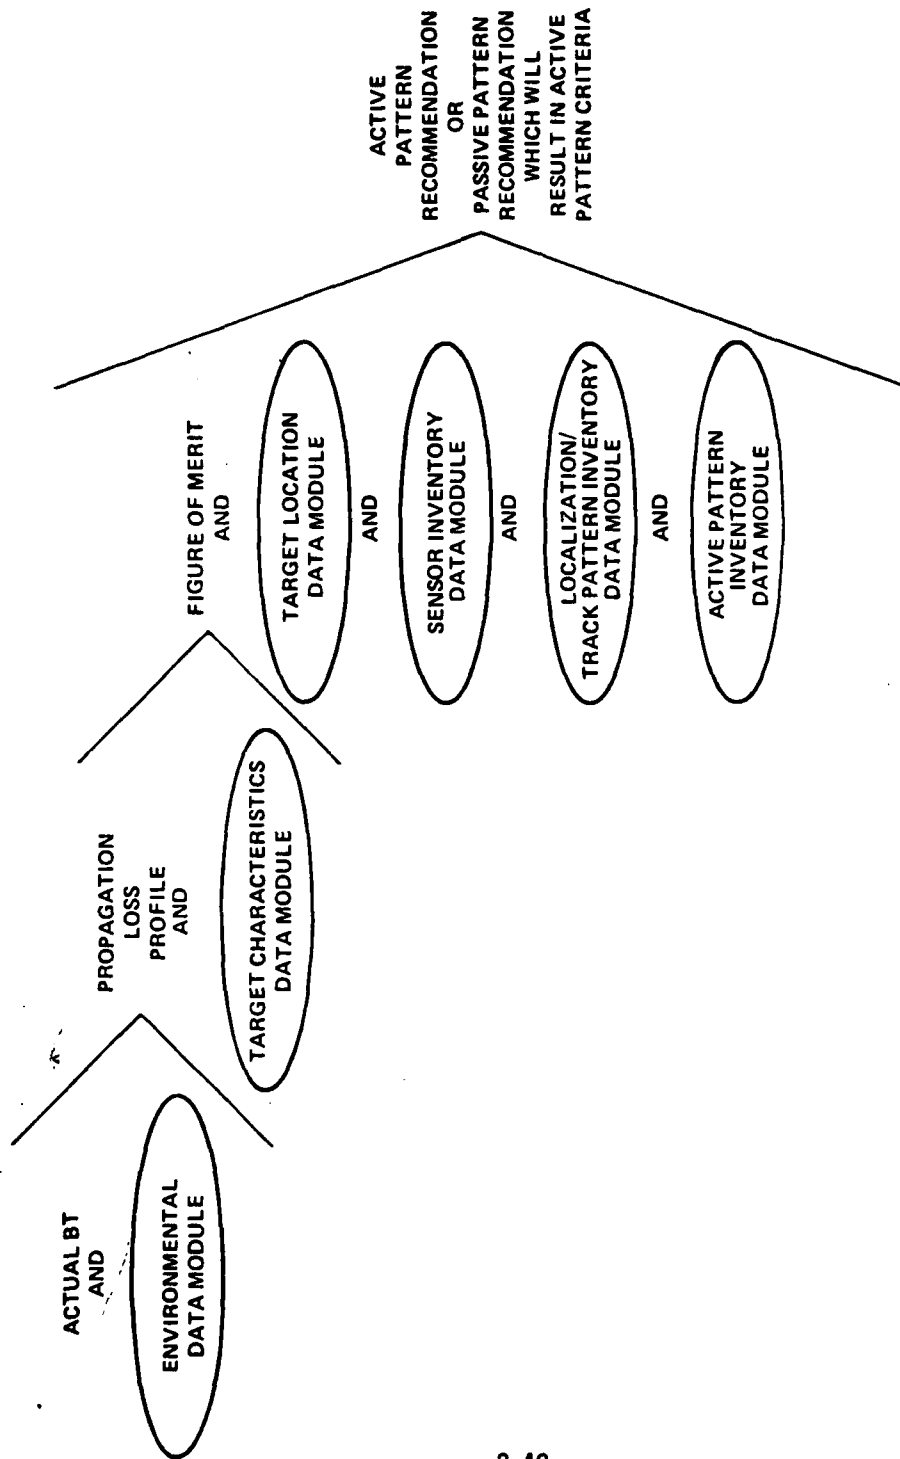 ACTUAL BT
AND
ENVIRONMENTAL
DATA MODULE
PROPAGATION
LOSS
PROFILE
AND
TARGET CHARACTERISTICS
DATA MODULE
FIGURE OF MERIT
AND
TARGET LOCATION
DATA MODULE
AND
SENSOR INVENTORY
DATA MODULE
AND
LOCALIZATION/
TRACK PATTERN INVENTORY
DATA MODULE
AND
ACTIVE PATTERN
INVENTORY
DATA MODULE
ACTIVE
PATTERN
RECOMMENDATION
OR
PASSIVE PATTERN
RECOMMENDATION
WHICH WILL
RESULT IN ACTIVE
PATTERN CRITERIA